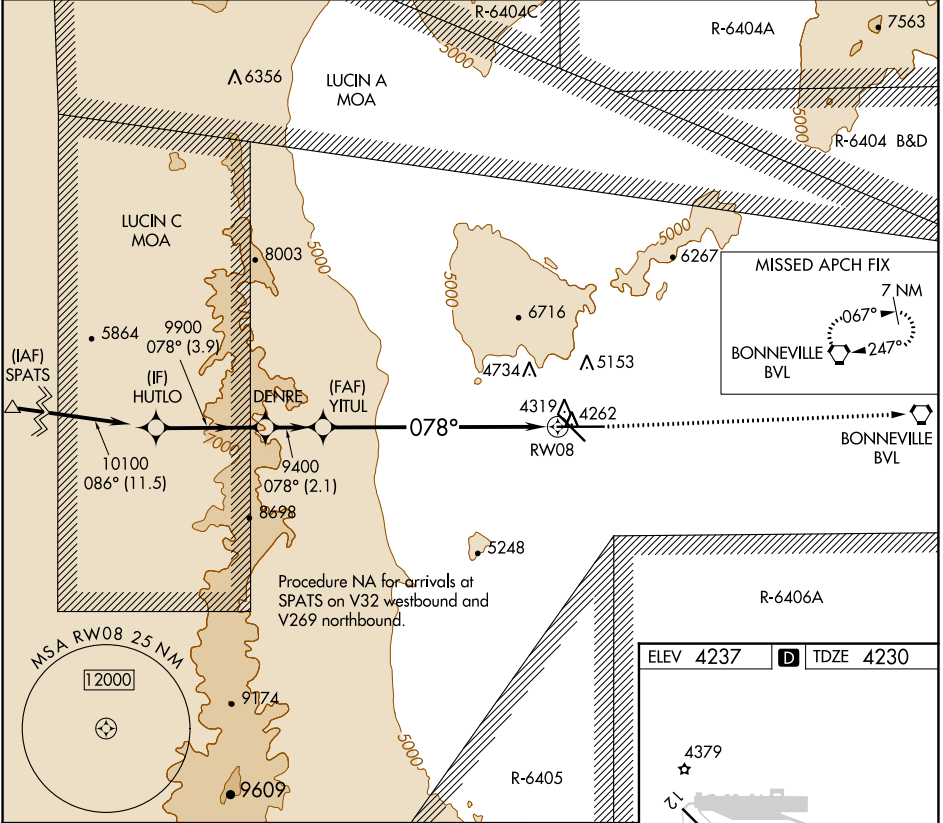 R-6404C
R-6404A
7563
6356
LUCIN A
MOA
5000
5000
R-6404 B&D
LUCIN C
MOA
8003
5000
5000
5000
6267
6716
MISSED APCH FIX
7 NM
067°
247°
BONNEVILLE
BVL
5864
9900
078° (3.9)
4734
5153
(IAF)
SPATS
(IF)
HUTLO
DENRE
(FAF)
YITUL
078°
4319
4262
RW08
BONNEVILLE
BVL
7000
10100
086° (11.5)
9400
078° (2.1)
8698
5248
Procedure NA for arrivals at
SPATS on V32 westbound and
V269 northbound.
R-6406A
MSA RW08 25 NM
12000
ELEV 4237
D
TDZE 4230
9174
5000
4379
R-6405
9609
12